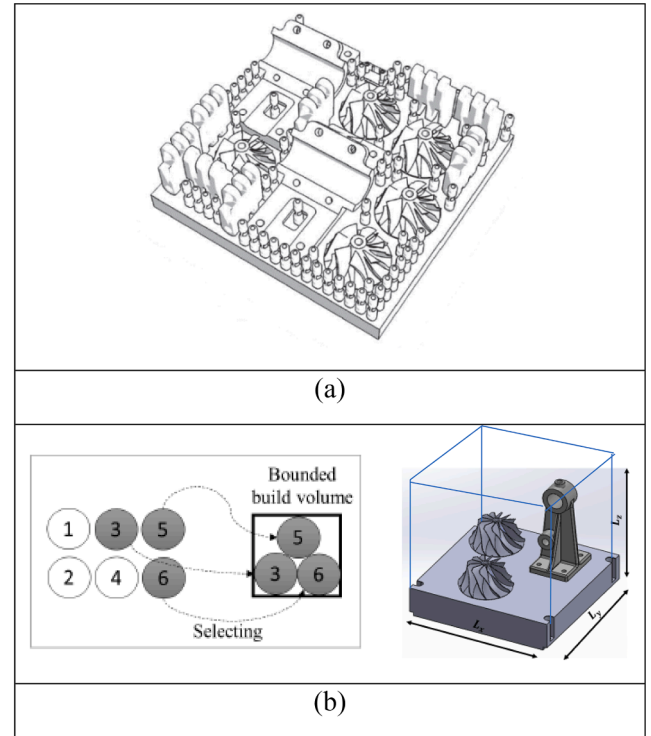 (a)
Bounded
build volume
1 3 5
5
2 4 6
3 6
Selecting
Lz
Ly
Lx
(b)